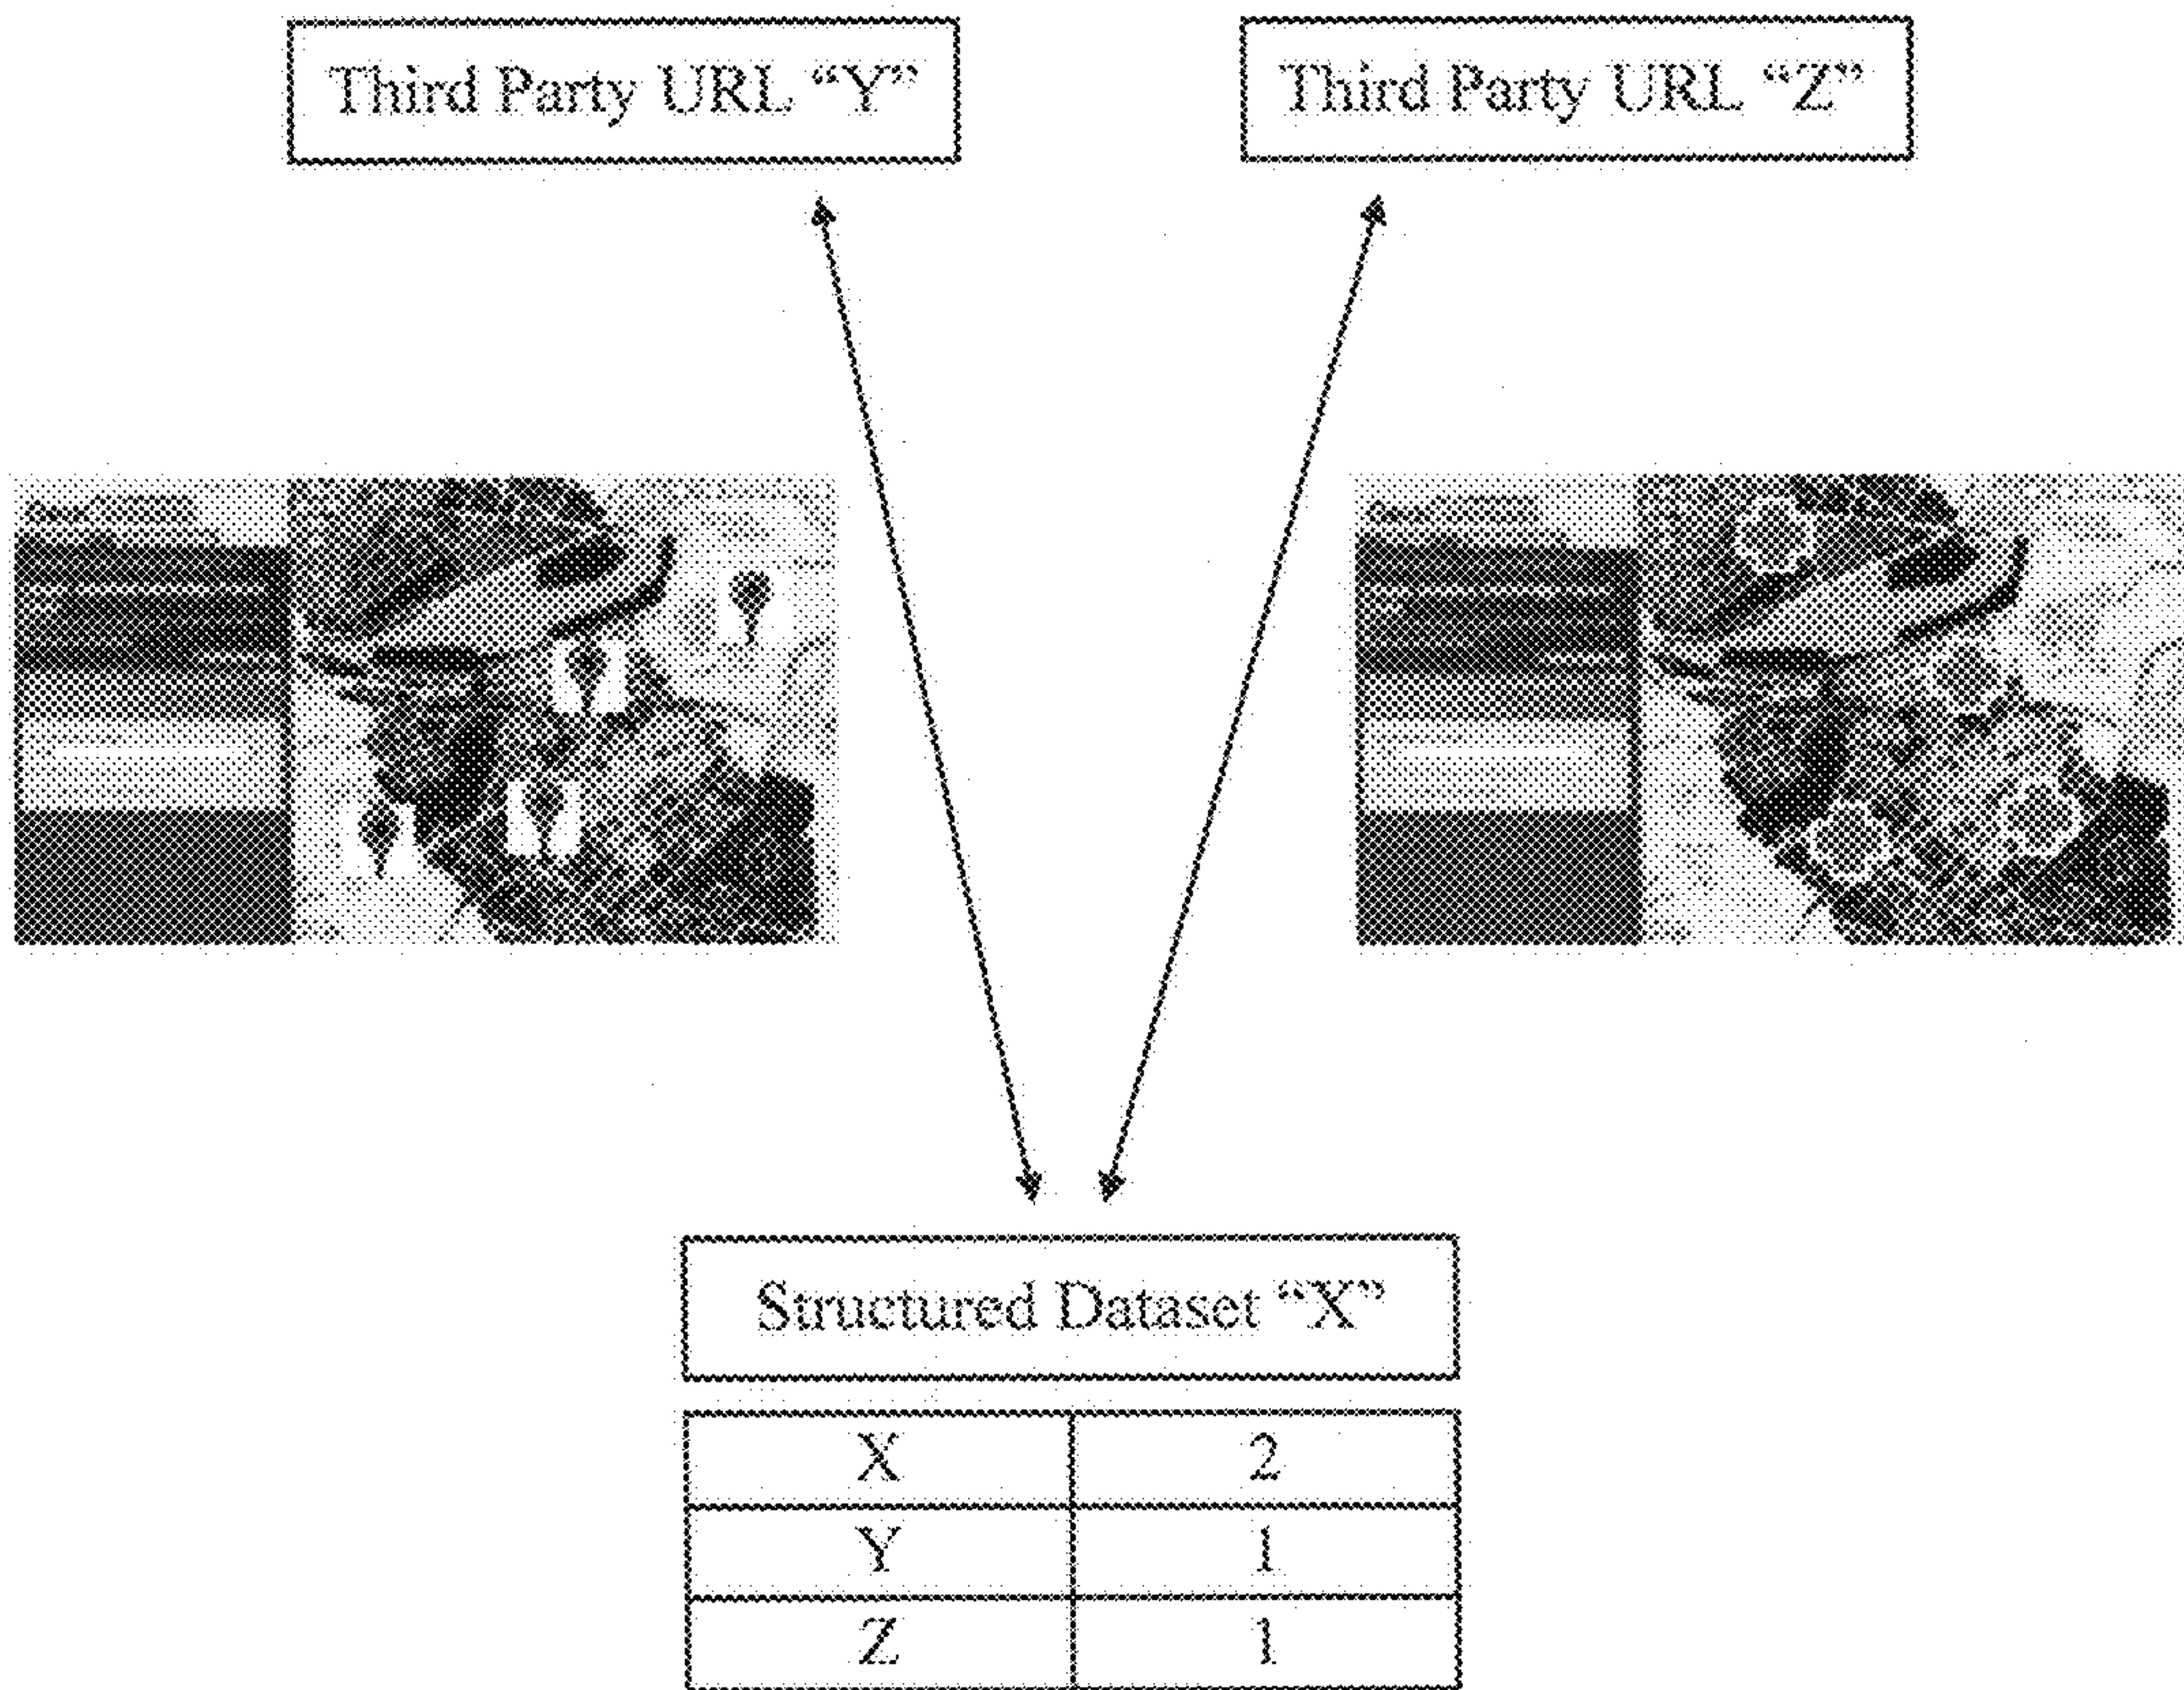 Third Party URL “Y”
Third Party URL “Z”
Structured Dataset “X”
X 2
Y 1
Z 1